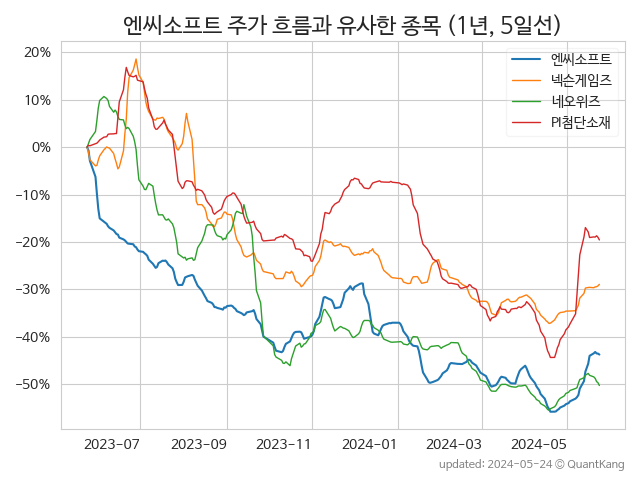 엔씨소프트 주가 흐름과 유사한 종목 (1년, 5일선)
엔씨소프트
넥슨게임즈
네오위즈
PI첨단소재
20%
10%
0%
−10%
−20%
−30%
−40%
−50%
2023-07
2023-09
2023-11
2024-01
2024-03
2024-05
updated: 2024-05-24 © QuantKang